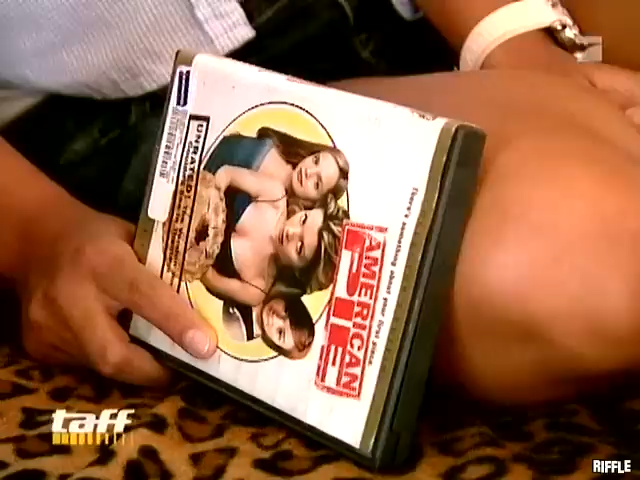 There's something about your first piece.
AMERICAN
PIE
UNRATED!
taff
RIFFLE